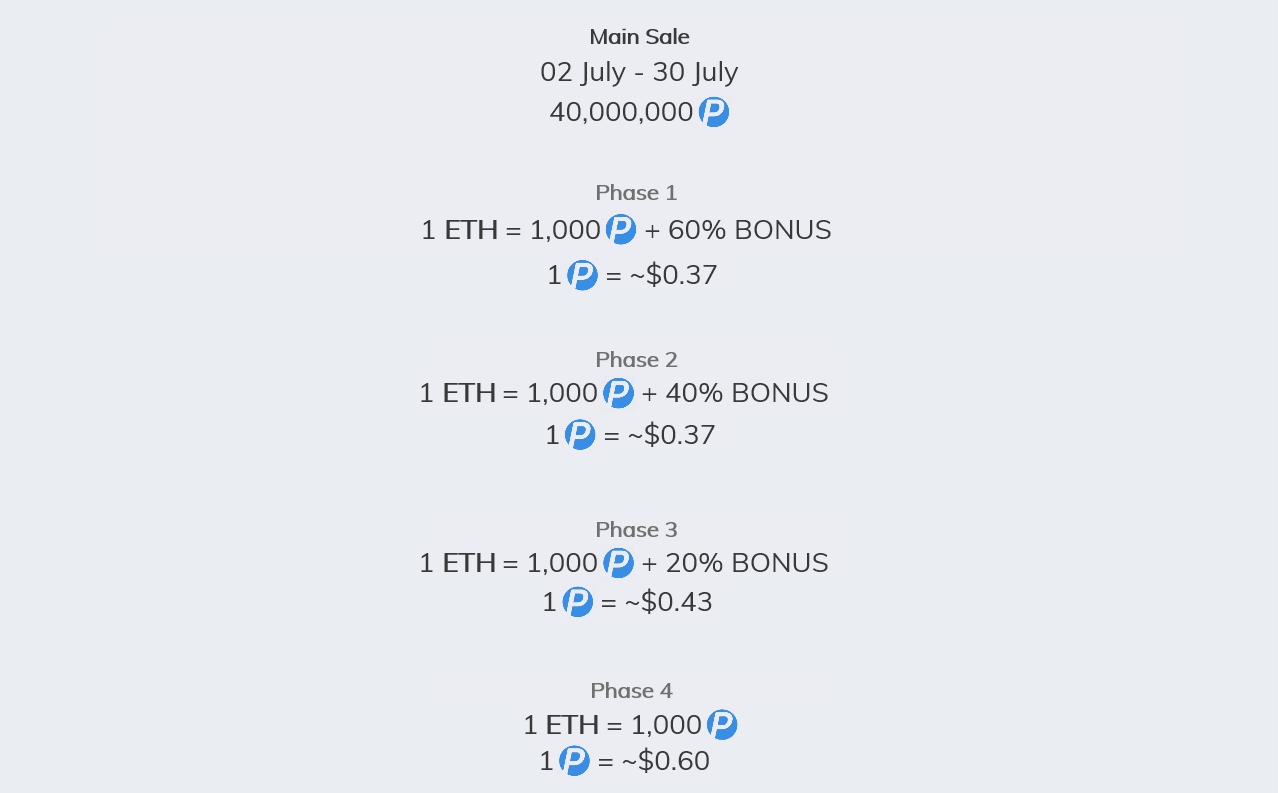 Main Sale
02 July - 30 July
40,000,000 P
Phase 1
1 ETH = 1,000 P + 60% BONUS
1 P = ~$0.37
Phase 2
1 ETH = 1,000 P + 40% BONUS
1 P = ~$0.37
Phase 3
1 ETH = 1,000 P + 20% BONUS
1 P = ~$0.43
Phase 4
1 ETH = 1,000 P
1 P = ~$0.60